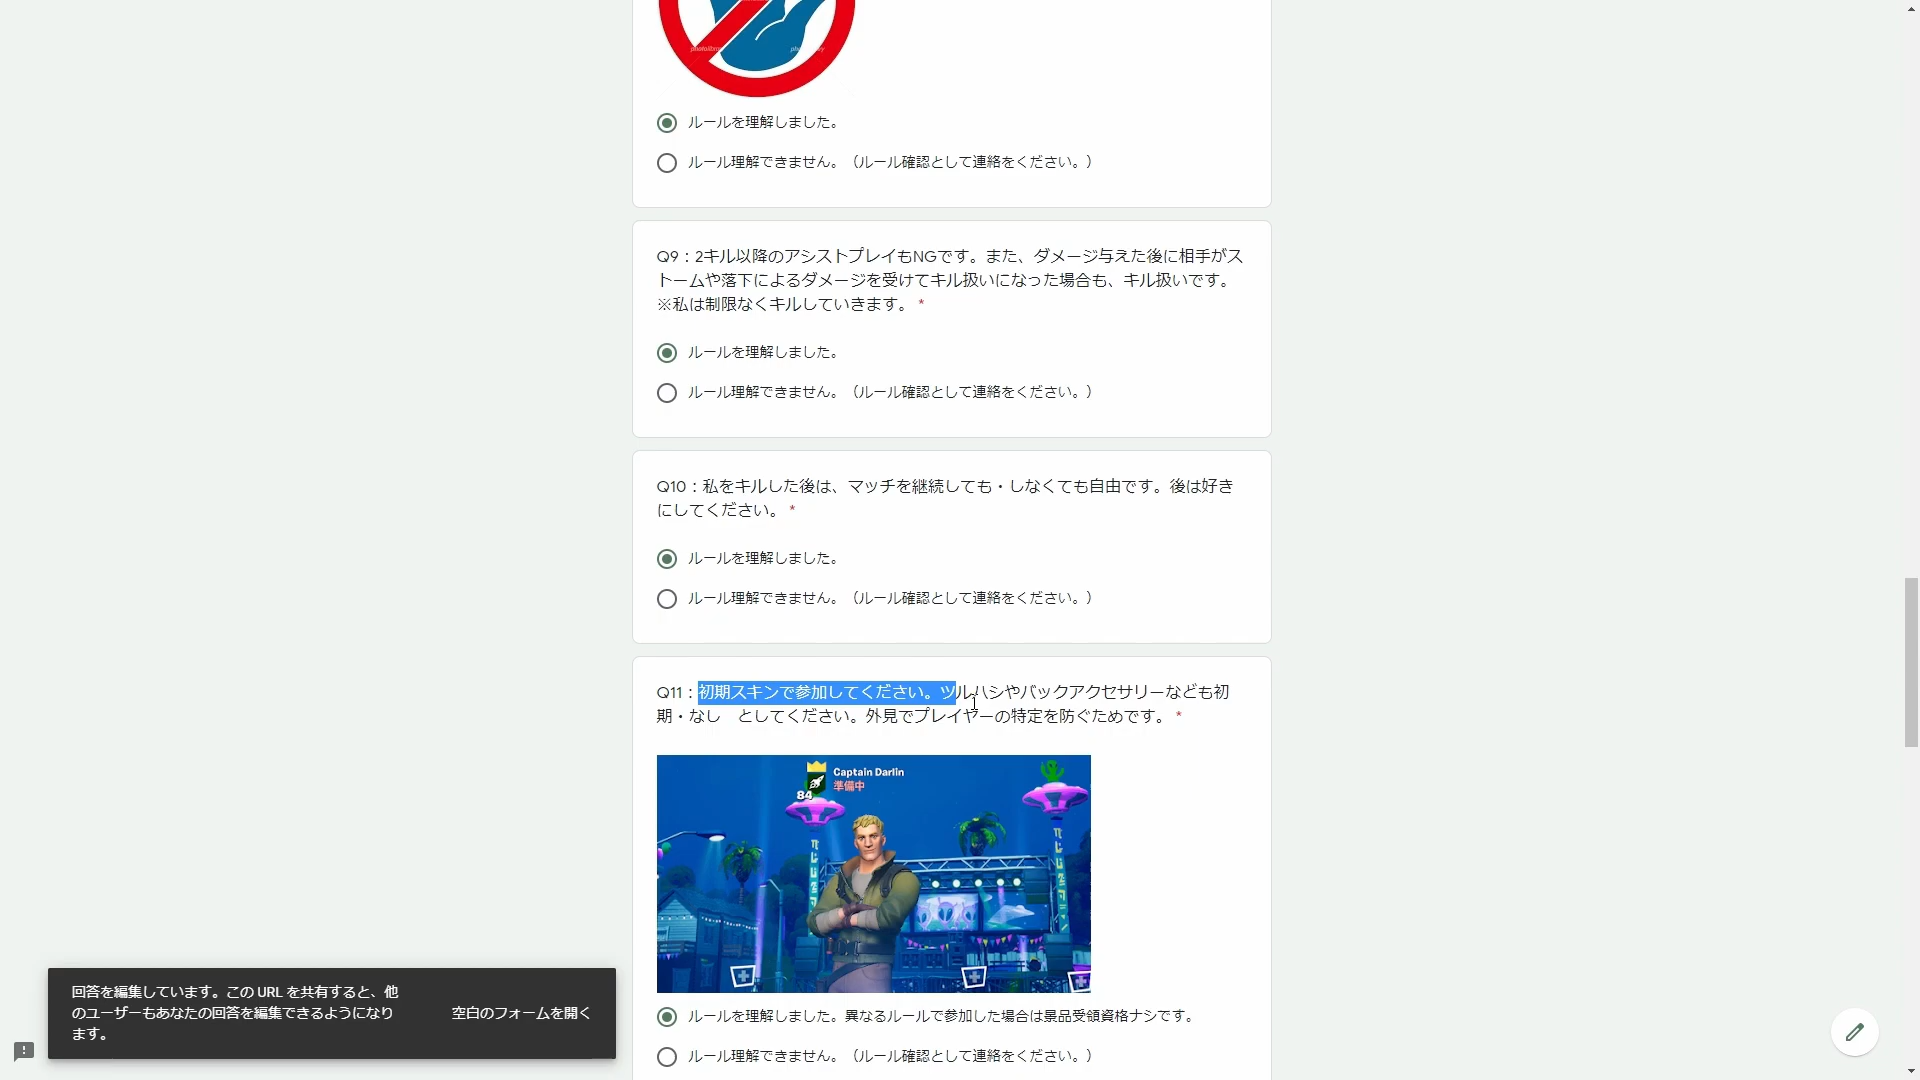 ルールを理解しました。
ルール理解できません。（ルール確認として連絡をください。）
Q9：2キル以降のアシストプレイもNGです。また、ダメージ与えた後に相手がス
トームや落下によるダメージを受けてキル扱いになった場合も、キル扱いです。
※私は制限なくキルしていきます。 *
ルールを理解しました。
ルール理解できません。（ルール確認として連絡をください。）
Q10：私をキルした後は、マッチを継続しても・しなくても自由です。後は好き
にしてください。 *
ルールを理解しました。
ルール理解できません。（ルール確認として連絡をください。）
Q11：初期スキンで参加してください。ツルハシやバックアクセサリーなども初
期・なし　としてください。外見でプレイヤーの特定を防ぐためです。 *
Captain Darlin
準備中
84
ルールを理解しました。異なるルールで参加した場合は景品受領資格ナシです。
ルール理解できません。（ルール確認として連絡をください。）
回答を編集しています。この URL を共有すると、他
のユーザーもあなたの回答を編集できるようになり
ます。
空白のフォームを開く